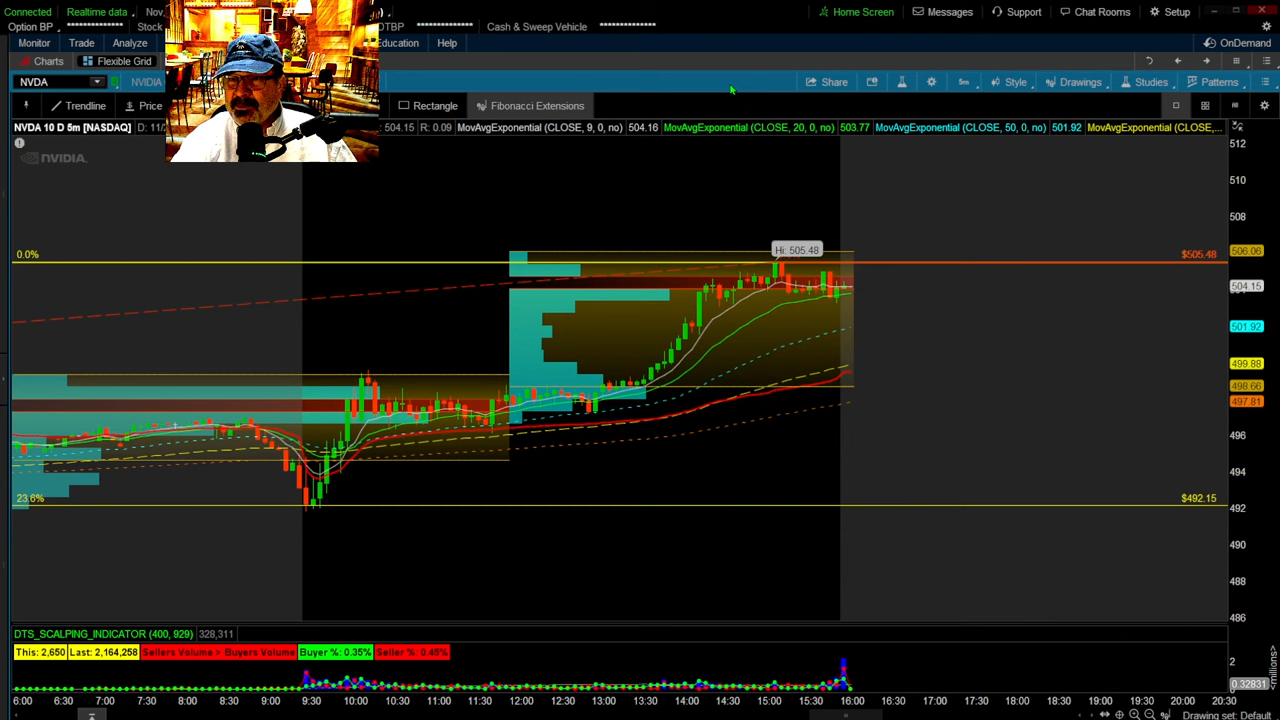 Connected Realtime data Nov. Home Screen Messages Support Chat Rooms Setup
Option BP Stock DTBP Cash & Sweep Vehicle
Monitor Trade Analyze Education Help OnDemand
Charts Flexible Grid
NVDA NVIDIA Share 5m Style Drawings Studies Patterns
Trendline Price Rectangle Fibonacci Extensions
NVDA 10 D 5m [NASDAQ] D: 11/2 504.15 R: 0.09 MovAvgExponential (CLOSE, 9, 0, no) 504.16 MovAvgExponential (CLOSE, 20, 0, no) 503.77 MovAvgExponential (CLOSE, 50, 0, no) 501.92 MovAvgExponential (CLOSE,...
512
NVIDIA
510
508
Hi: 505.48
506.06
0.0%
$505.48
504.15
501.92
499.88
498.66
497.81
496
494
23.6%
$492.15
492
490
488
486
DTS_SCALPING_INDICATOR (400, 929) 328,311
This: 2,650 Last: 2,164,258 Sellers Volume > Buyers Volume Buyer %: 0.35% Seller %: 0.45%
2
0.32831
<millions>
6:00 6:30 7:00 7:30 8:00 8:30 9:00 9:30 10:00 10:30 11:00 11:30 12:00 12:30 13:00 13:30 14:00 14:30 15:00 15:30 16:00 16:30 17:00 17:30 18:00 18:30 19:00 19:30 20:30
Drawing set: Default